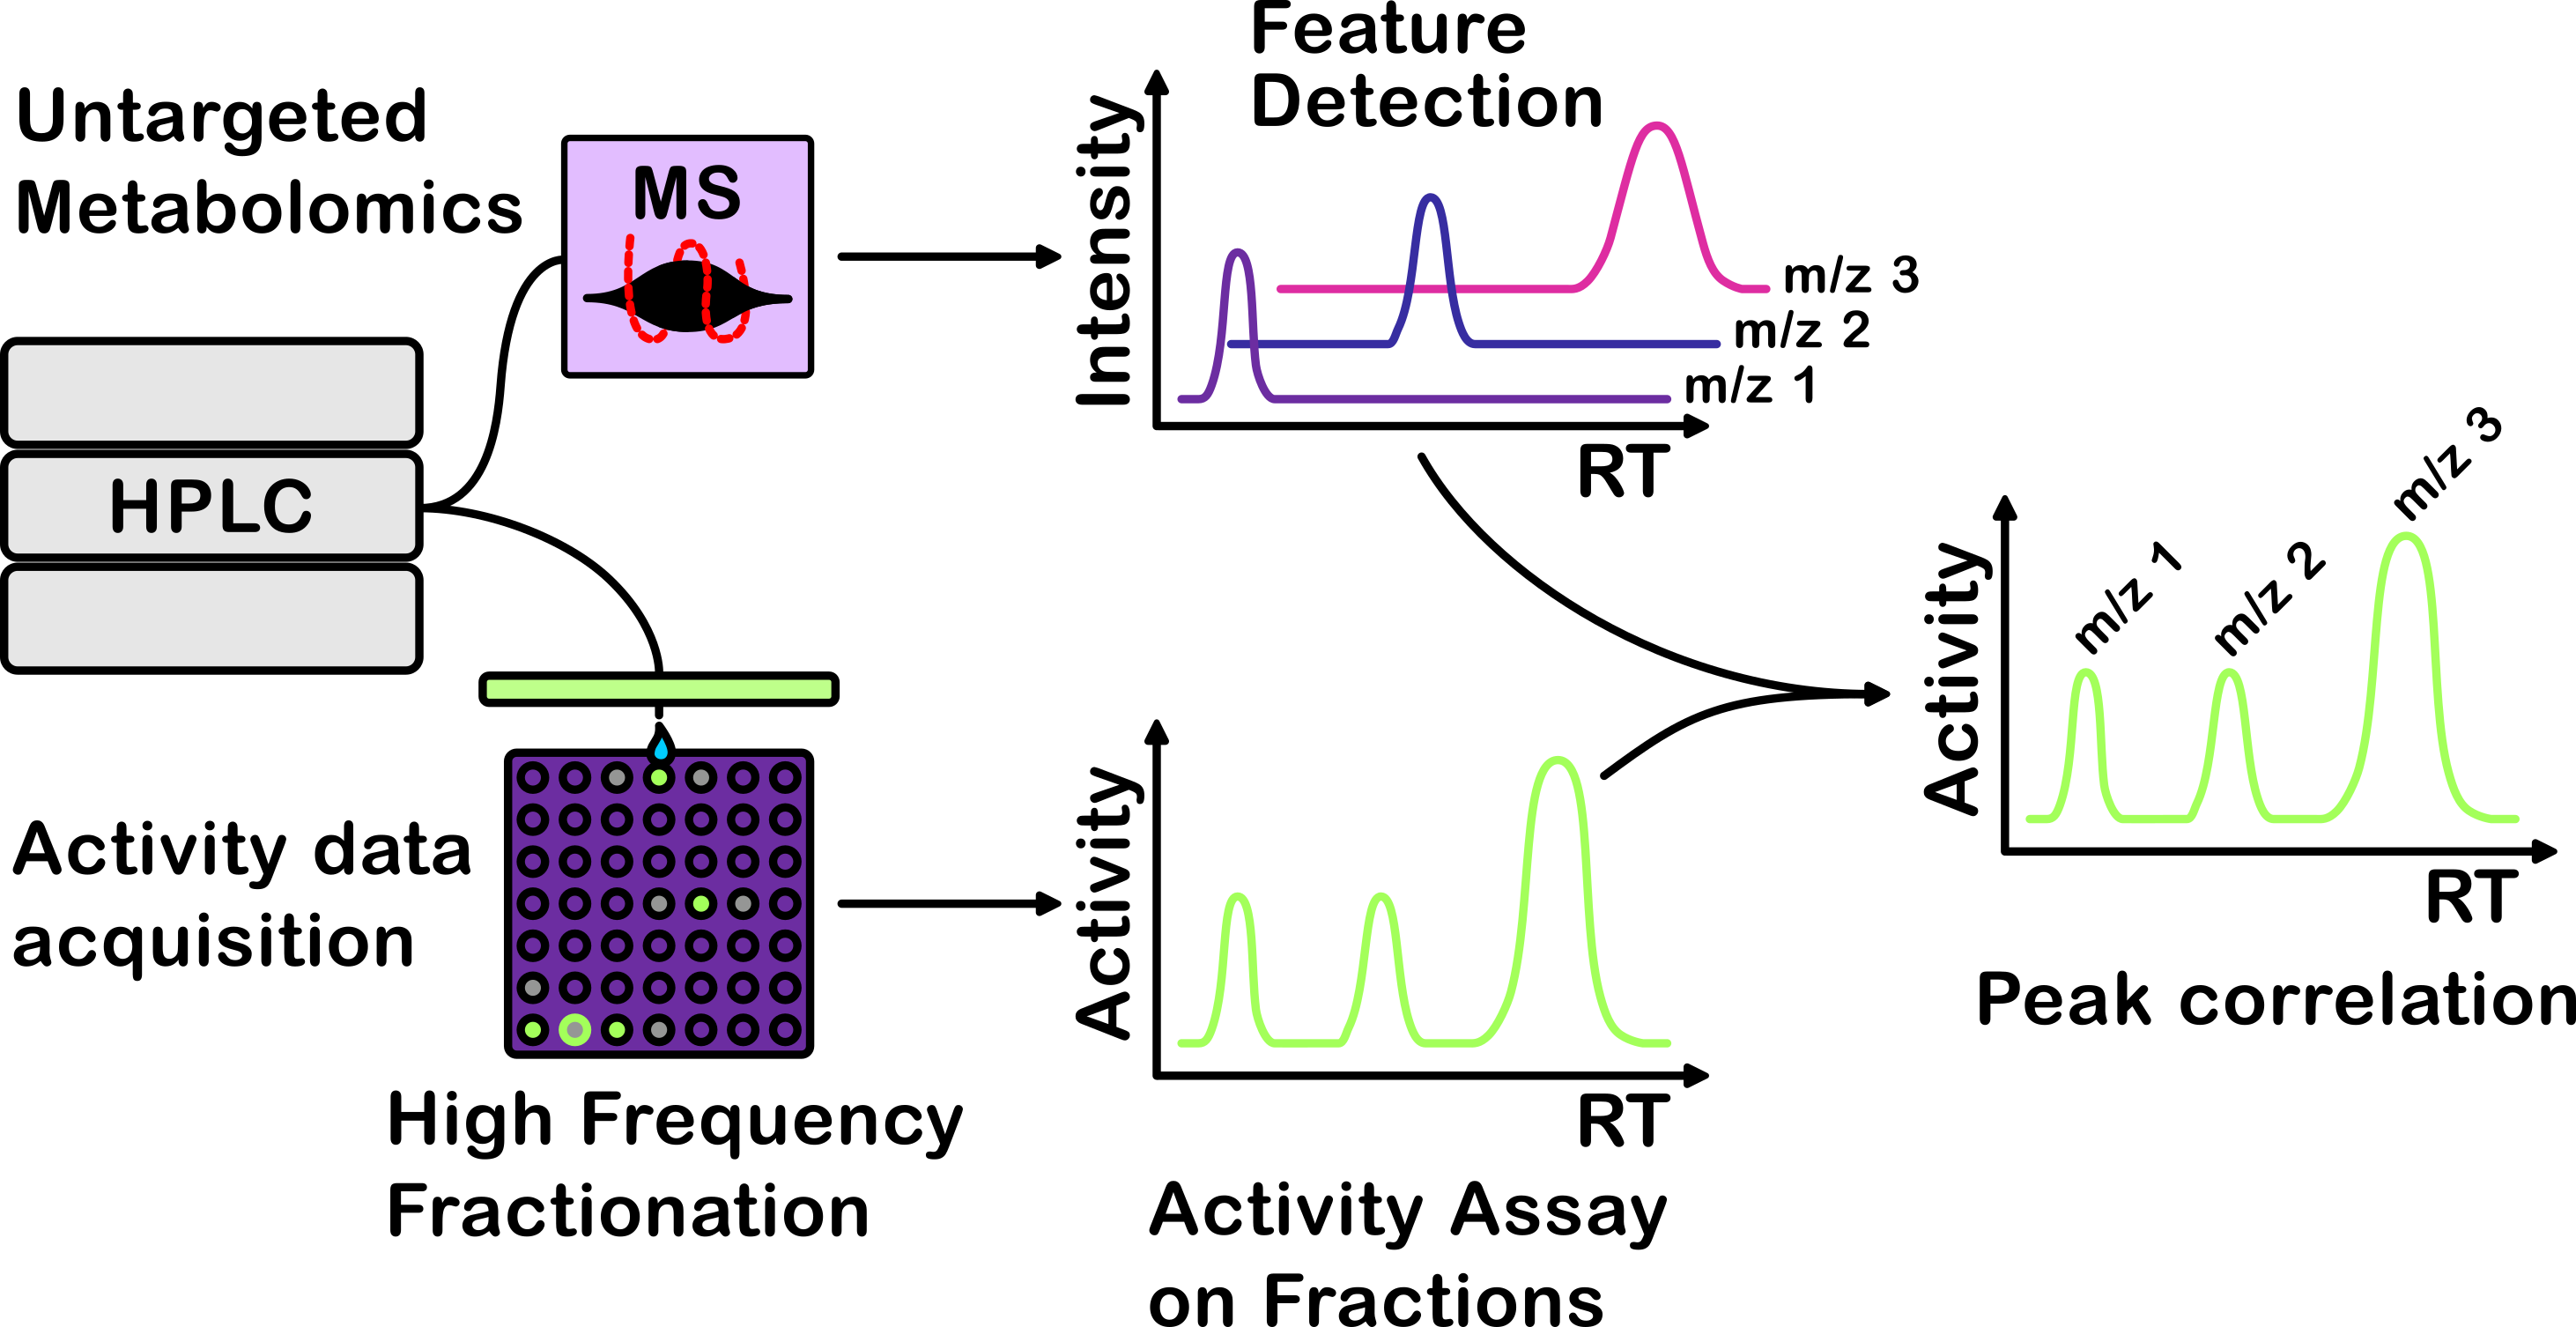 Untargeted
Metabolomics
MS
HPLC
Feature
Detection
Intensity
m/z 3
m/z 2
m/z 1
RT
Activity data
acquisition
High Frequency
Fractionation
Activity
RT
Activity Assay
on Fractions
Activity
m/z 1
m/z 2
m/z 3
RT
Peak correlation